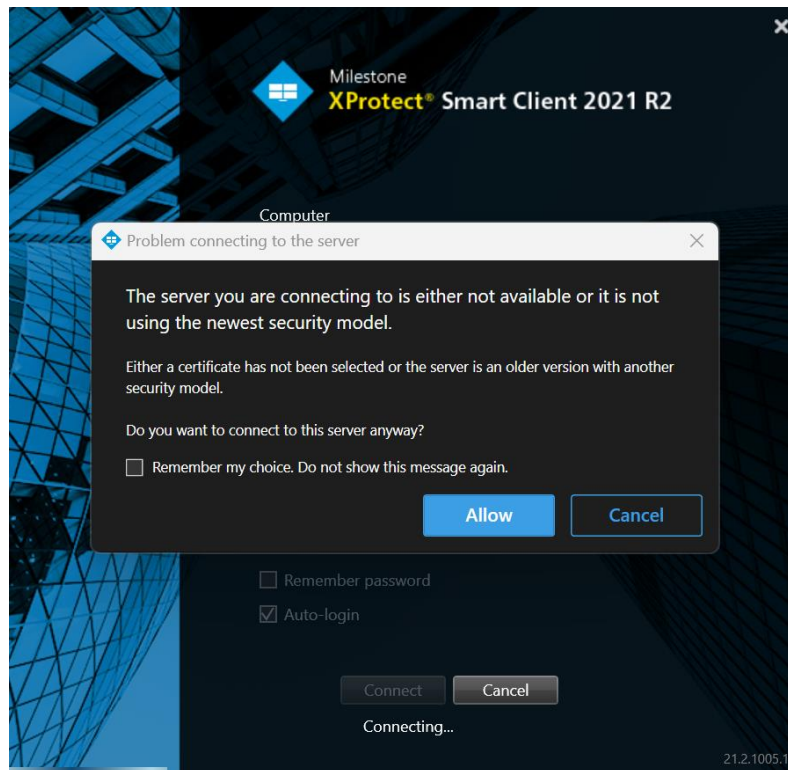 Milestone
XProtect® Smart Client 2021 R2
Computer
Problem connecting to the server
The server you are connecting to is either not available or it is not
using the newest security model.
Either a certificate has not been selected or the server is an older version with another
security model.
Do you want to connect to this server anyway?
Remember my choice. Do not show this message again.
Allow Cancel
Remember password
Auto-login
Connect Cancel
Connecting...
21.2.1005.1